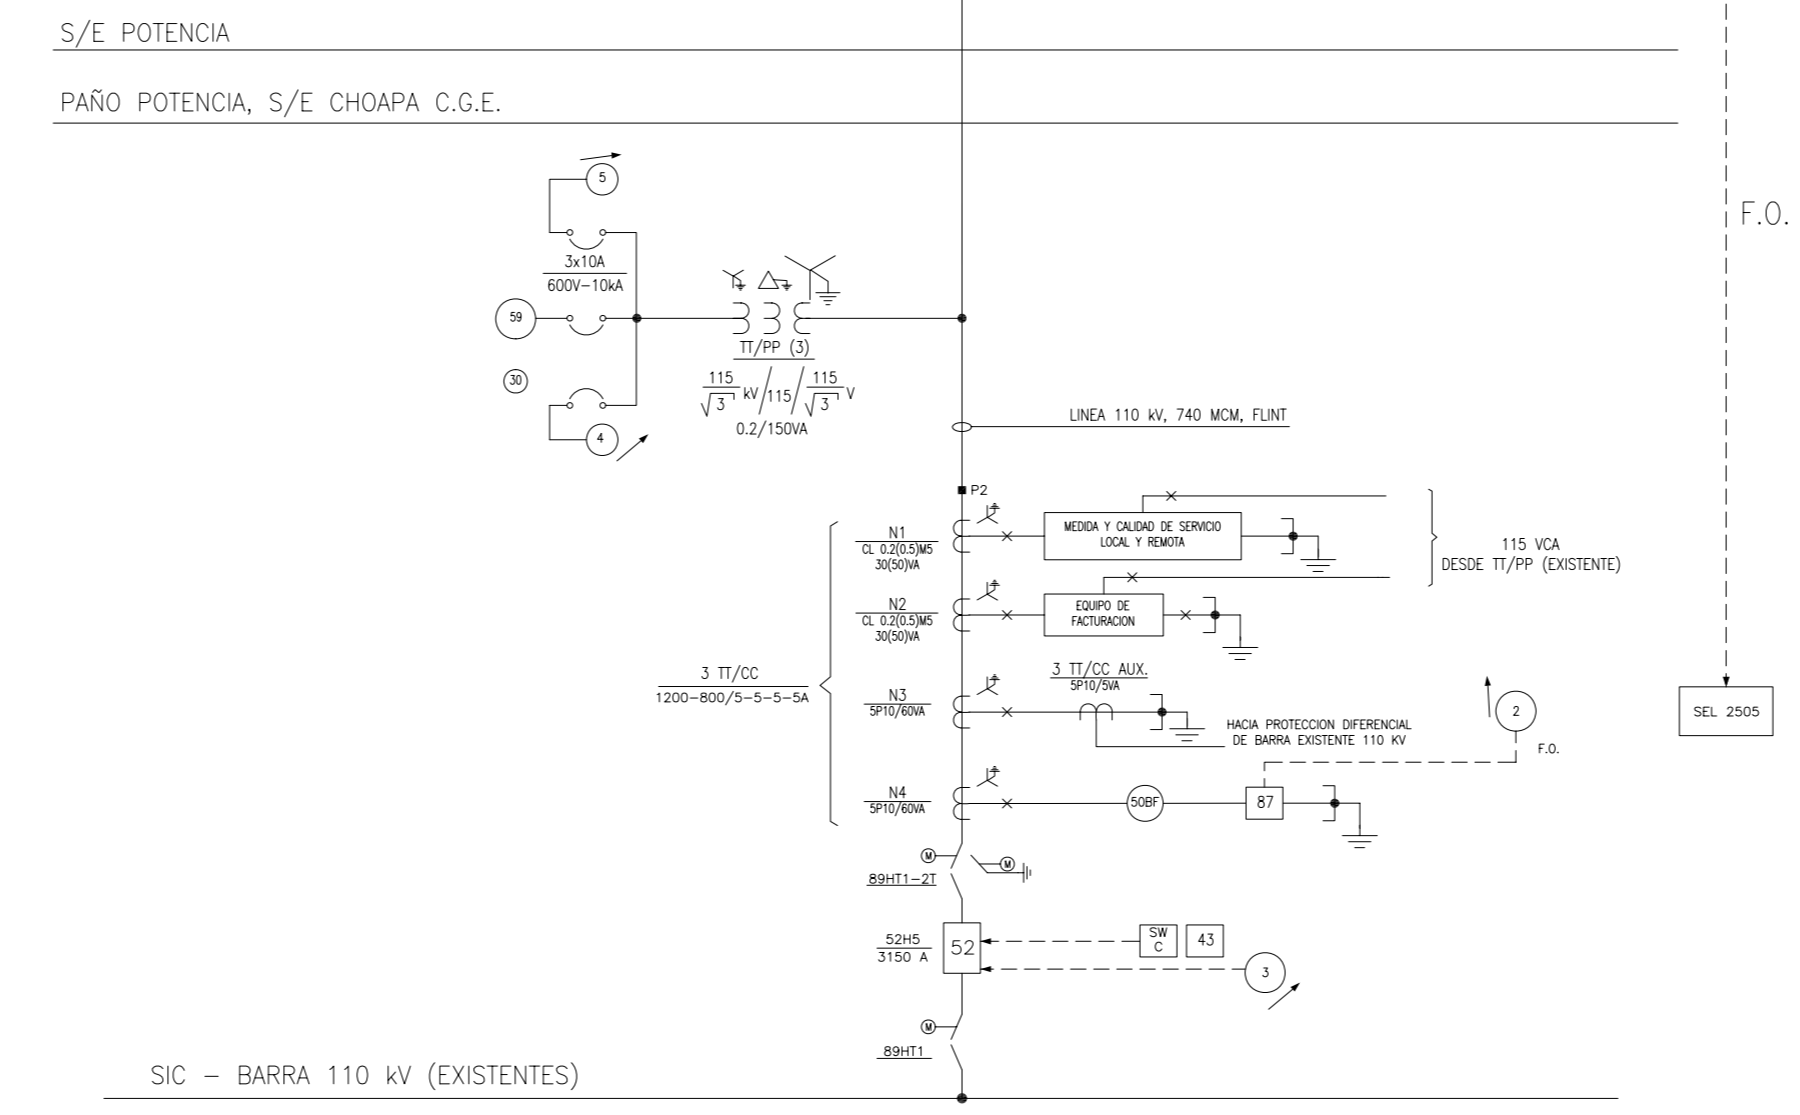 S/E POTENCIA
PAÑO POTENCIA, S/E CHOAPA C.G.E.
F.O.
5
3x10A
600V-10kA
59
30
4
TT/PP (3)
115/√3 kV/115/115/√3 V
0.2/150VA
LINEA 110 kV, 740 MCM, FLINT
P2
3 TT/CC
1200-800/5-5-5-5A
N1
CL 0.2(0.5)M5
30(50)VA
MEDIDA Y CALIDAD DE SERVICIO
LOCAL Y REMOTA
115 VCA
DESDE TT/PP (EXISTENTE)
N2
CL 0.2(0.5)M5
30(50)VA
EQUIPO DE
FACTURACION
N3
5P10/60VA
3 TT/CC AUX.
5P10/5VA
HACIA PROTECCION DIFERENCIAL
DE BARRA EXISTENTE 110 KV
2
F.O.
SEL 2505
N4
5P10/60VA
50BF
87
M
M
89HT1-2T
52H5
3150 A
52
SW
C
43
3
M
89HT1
SIC - BARRA 110 kV (EXISTENTES)